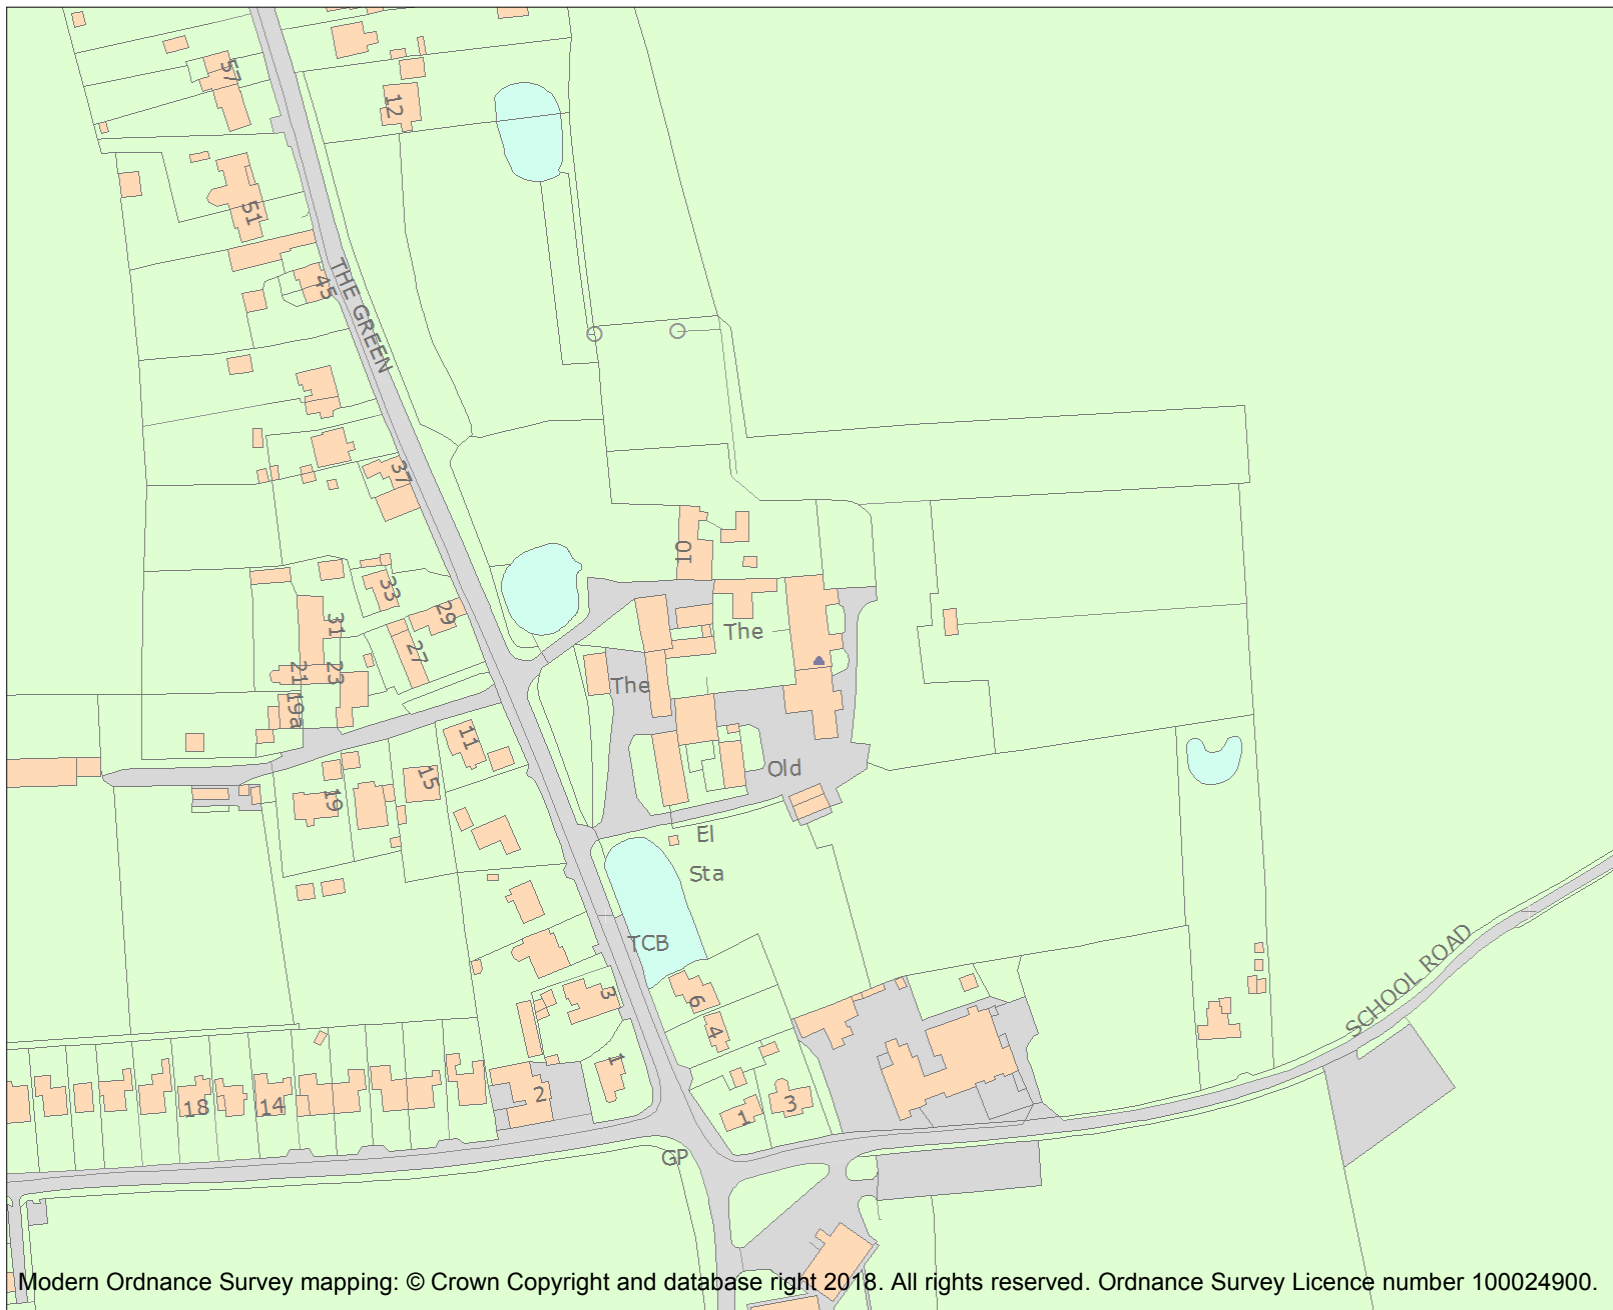 57
12
51
THE GREEN
45
37
10
33
29
31
27
The
21
23
The
19a
11
15
Old
19
El
Sta
TCB
SCHOOL ROAD
3
6
4
1
2
18
14
1
3
GP
Modern Ordnance Survey mapping: © Crown Copyright and database right 2018. All rights reserved. Ordnance Survey Licence number 100024900.